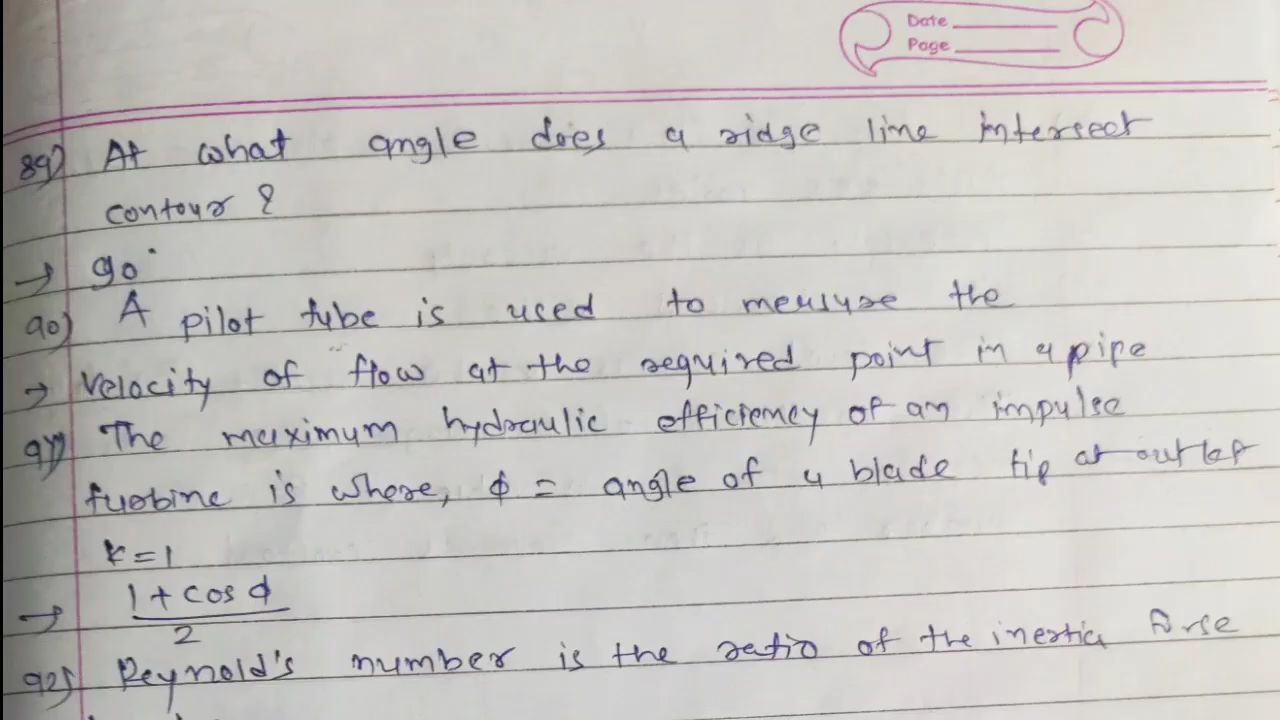 Date
Page
89) At what angle does a ridge line intersect
contour ?
→ 90°
90) A pilot tube is used to measure the
→ velocity of flow at the required point in a pipe
91) The maximum hydraulic efficiency of an impulse
turbine is where, ϕ = angle of a blade tip at outlet
K = 1
→ 1 + cos ϕ
2
92) Reynold's number is the ratio of the inertia